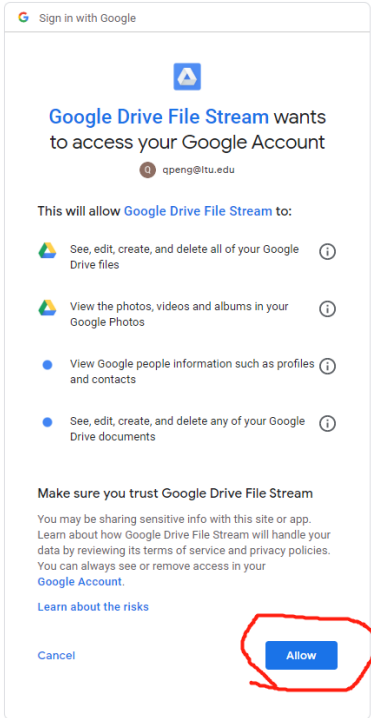 Sign in with Google
Google Drive File Stream wants
to access your Google Account
Q qpeng@ltu.edu
This will allow Google Drive File Stream to:
See, edit, create, and delete all of your Google
Drive files
View the photos, videos and albums in your
Google Photos
View Google people information such as profiles
and contacts
See, edit, create, and delete any of your Google
Drive documents
Make sure you trust Google Drive File Stream
You may be sharing sensitive info with this site or app.
Learn about how Google Drive File Stream will handle your
data by reviewing its terms of service and privacy policies.
You can always see or remove access in your
Google Account.
Learn about the risks
Cancel
Allow